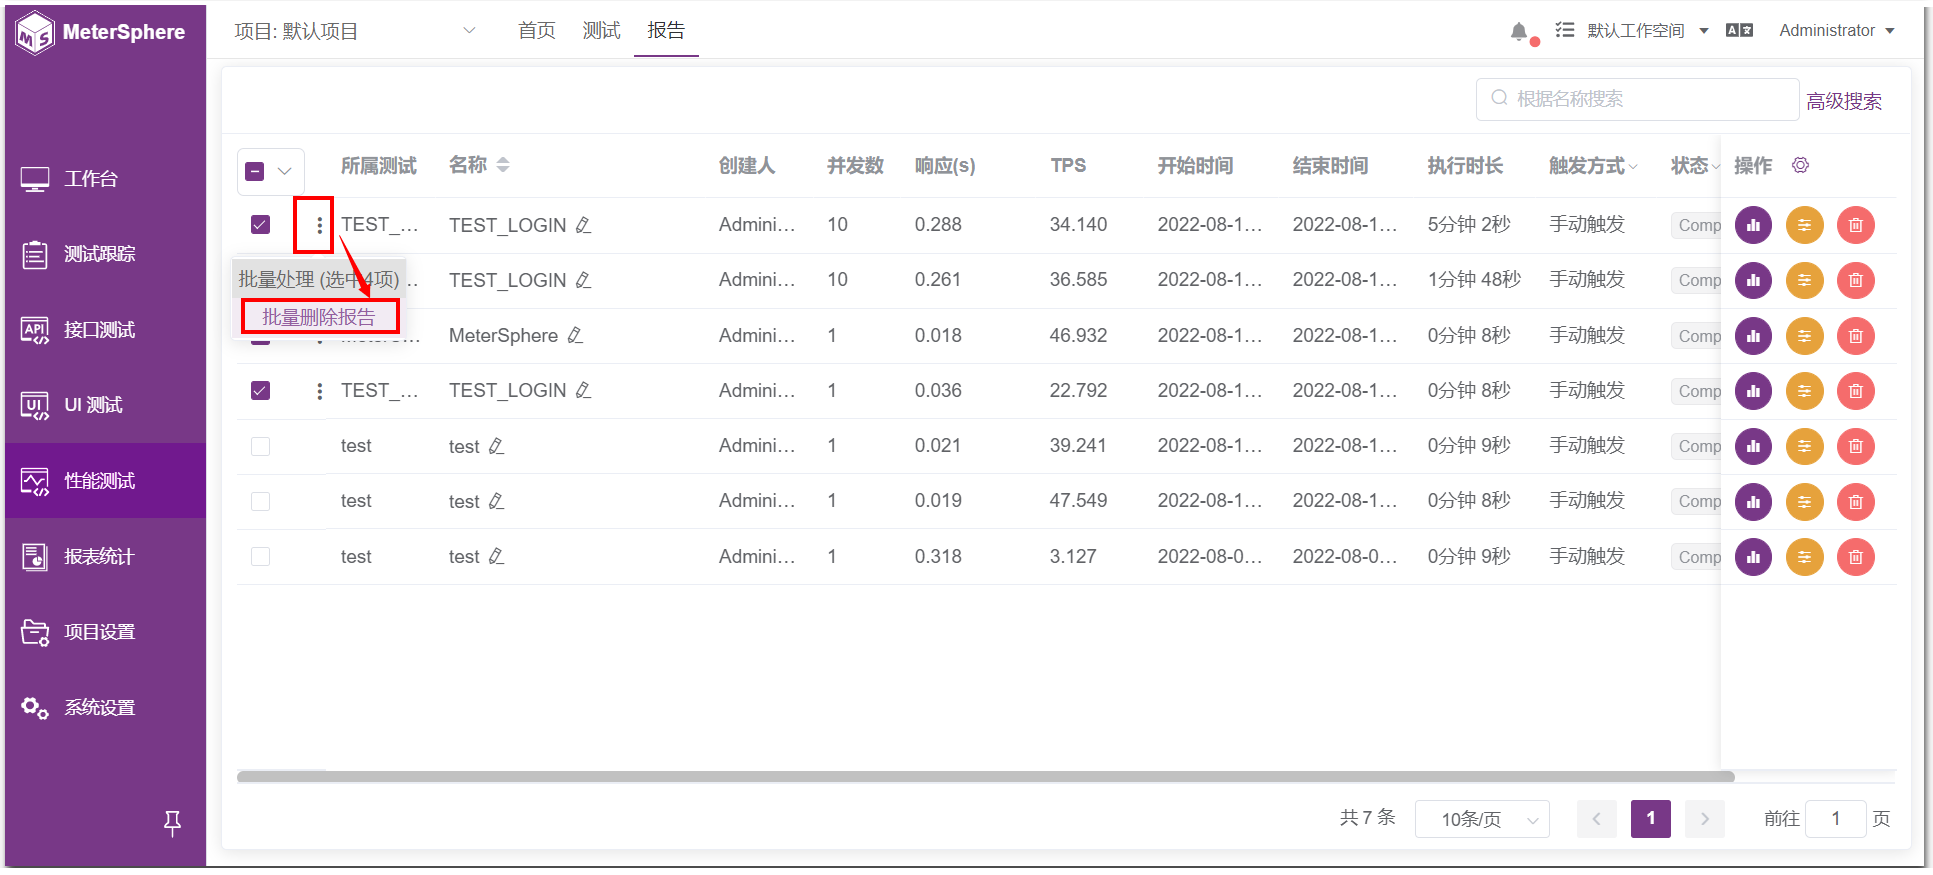 MeterSphere
项目: 默认项目 首页 测试 报告 默认工作空间 Administrator
根据名称搜索 高级搜索
工作台
测试跟踪
接口测试
UI 测试
性能测试
报表统计
项目设置
系统设置
所属测试 名称 创建人 并发数 响应(s) TPS 开始时间 结束时间 执行时长 触发方式 状态 操作
TEST_... TEST_LOGIN Admini... 10 0.288 34.140 2022-08-1... 2022-08-1... 5分钟 2秒 手动触发 Comp
批量处理 (选中4项) TEST_LOGIN Admini... 10 0.261 36.585 2022-08-1... 2022-08-1... 1分钟 48秒 手动触发 Comp
批量删除报告
MeterSphere Admini... 1 0.018 46.932 2022-08-1... 2022-08-1... 0分钟 8秒 手动触发 Comp
TEST_... TEST_LOGIN Admini... 1 0.036 22.792 2022-08-1... 2022-08-1... 0分钟 8秒 手动触发 Comp
test test Admini... 1 0.021 39.241 2022-08-1... 2022-08-1... 0分钟 9秒 手动触发 Comp
test test Admini... 1 0.019 47.549 2022-08-1... 2022-08-1... 0分钟 8秒 手动触发 Comp
test test Admini... 1 0.318 3.127 2022-08-0... 2022-08-0... 0分钟 9秒 手动触发 Comp
共 7 条 10条/页 1 前往 1 页